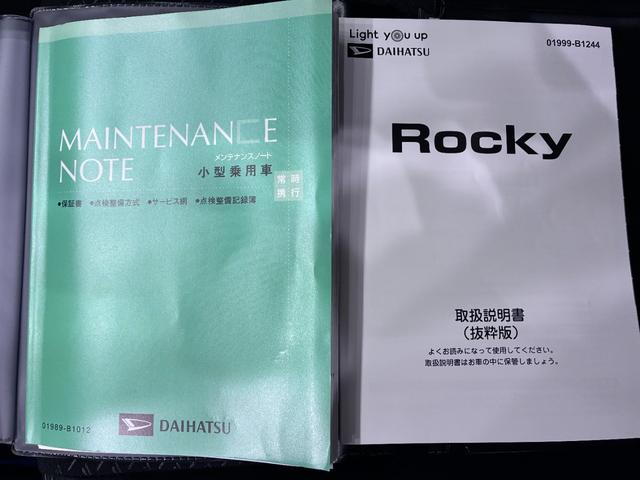 MAINTENANCE
NOTE
メンテナンスノート
小型乗用車
常時
携行
●保証書 ●点検整備方式 ●サービス網 ●点検整備記録簿
01989-B1012
DAIHATSU
Light you up
DAIHATSU
01999-B1244
Rocky
取扱説明書
(抜粋版)
よくお読みになって使用してください。
取扱説明書はお車の中に保管しましょう。